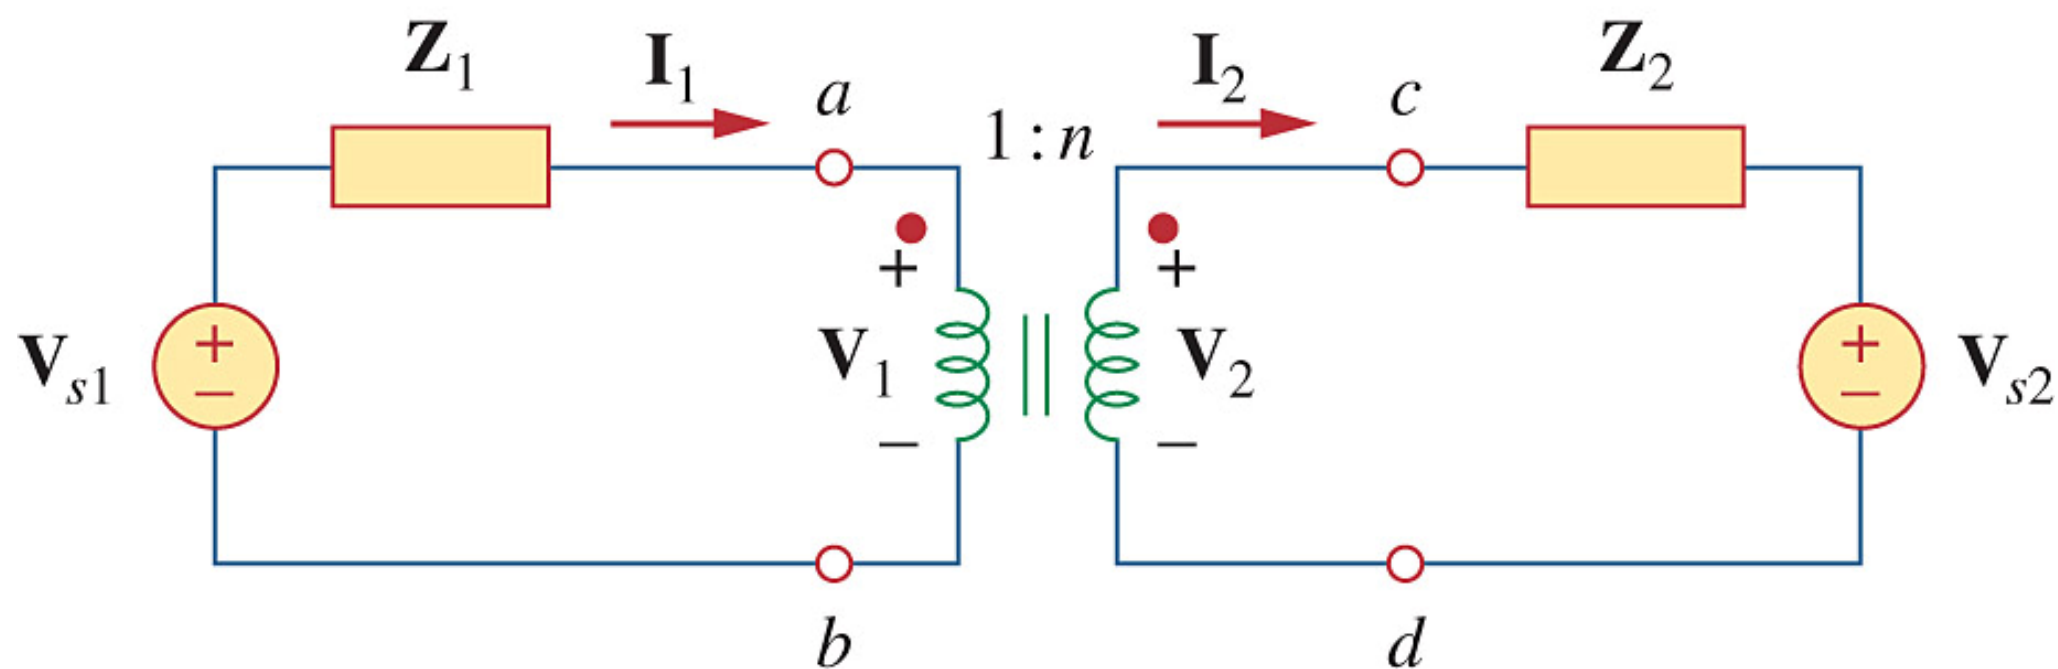 Z1
I1
a
1 : n
I2
c
Z2
+
+
Vs1
+
−
V1
V2
+
−
Vs2
−
−
b
d